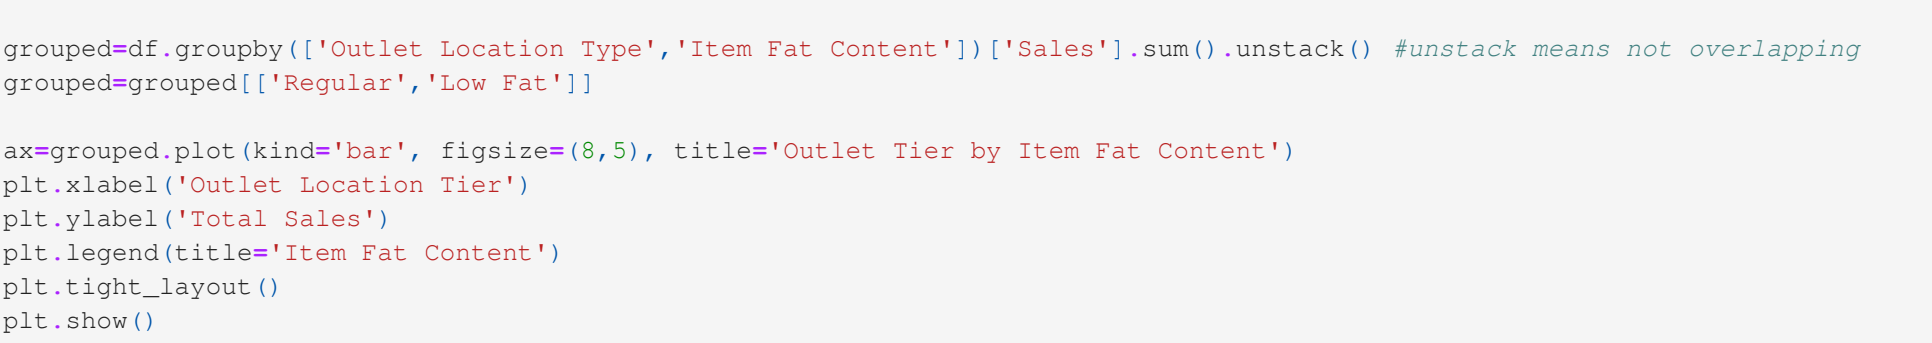 grouped=df.groupby(['Outlet Location Type','Item Fat Content'])['Sales'].sum().unstack() #unstack means not overlapping
grouped=grouped[['Regular','Low Fat']]
ax=grouped.plot(kind='bar', figsize=(8,5), title='Outlet Tier by Item Fat Content')
plt.xlabel('Outlet Location Tier')
plt.ylabel('Total Sales')
plt.legend(title='Item Fat Content')
plt.tight_layout()
plt.show()